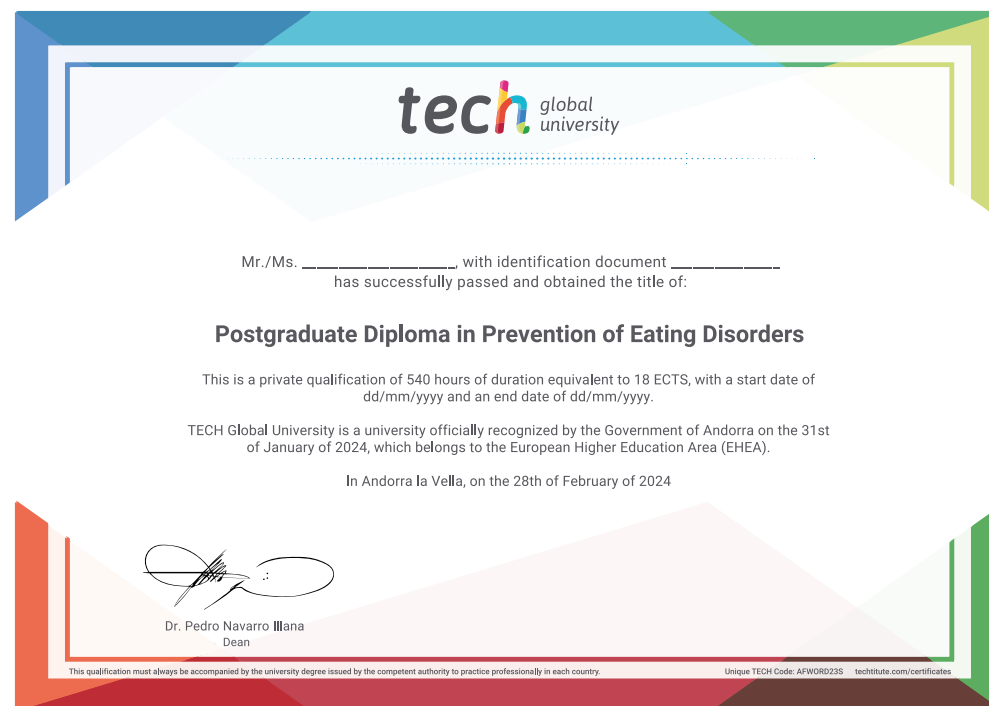 tech global
university
Mr./Ms. ____________________, with identification document ______________
has successfully passed and obtained the title of:
Postgraduate Diploma in Prevention of Eating Disorders
This is a private qualification of 540 hours of duration equivalent to 18 ECTS, with a start date of
dd/mm/yyyy and an end date of dd/mm/yyyy.
TECH Global University is a university officially recognized by the Government of Andorra on the 31st
of January of 2024, which belongs to the European Higher Education Area (EHEA).
In Andorra la Vella, on the 28th of February of 2024
Dr. Pedro Navarro Illana
Dean
This qualification must always be accompanied by the university degree issued by the competent authority to practice professionally in each country.
Unique TECH Code: AFWORD23S techtitute.com/certificates